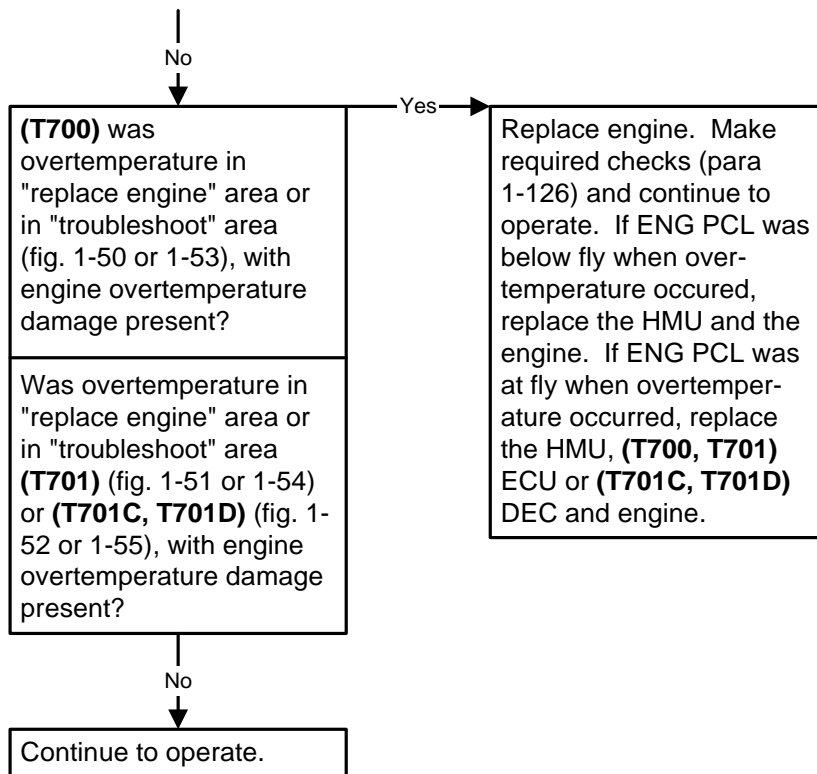 No
(T700) was
overtemperature in
"replace engine" area or
in "troubleshoot" area
(fig. 1-50 or 1-53), with
engine overtemperature
damage present?
Yes
Replace engine.  Make
required checks (para
1-126) and continue to
operate.  If ENG PCL was
below fly when over-
temperature occured,
replace the HMU and the
engine.  If ENG PCL was
at fly when overtemper-
ature occurred, replace
the HMU, (T700, T701)
ECU or (T701C, T701D)
DEC and engine.
Was overtemperature in
"replace engine" area or
in "troubleshoot" area
(T701) (fig. 1-51 or 1-54)
or (T701C, T701D) (fig. 1-
52 or 1-55), with engine
overtemperature damage
present?
No
Continue to operate.